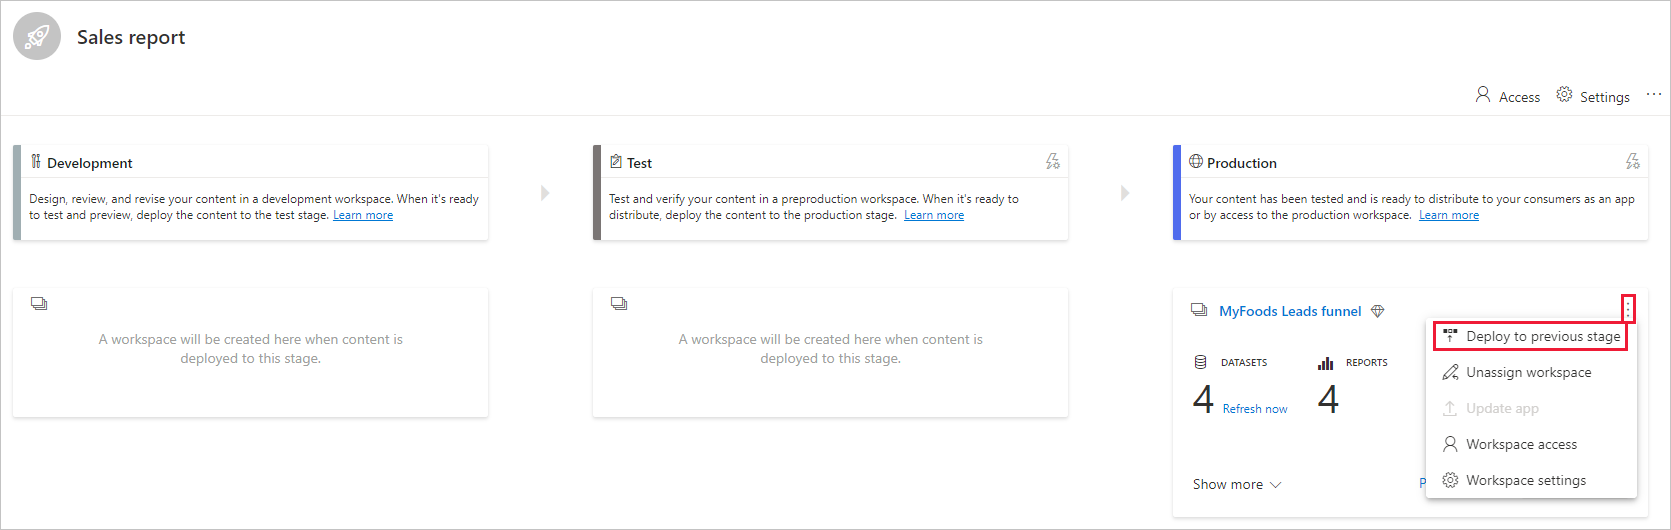 Sales report
Access
Settings
Development
Design, review, and revise your content in a development workspace. When it's ready
to test and preview, deploy the content to the test stage. Learn more
Test
Test and verify your content in a preproduction workspace. When it's ready to
distribute, deploy the content to the production stage. Learn more
Production
Your content has been tested and is ready to distribute to your consumers as an app
or by access to the production workspace. Learn more
A workspace will be created here when content is
deployed to this stage.
A workspace will be created here when content is
deployed to this stage.
MyFoods Leads funnel
DATASETS
4 Refresh now
REPORTS
4
Show more
P
Deploy to previous stage
Unassign workspace
Update app
Workspace access
Workspace settings